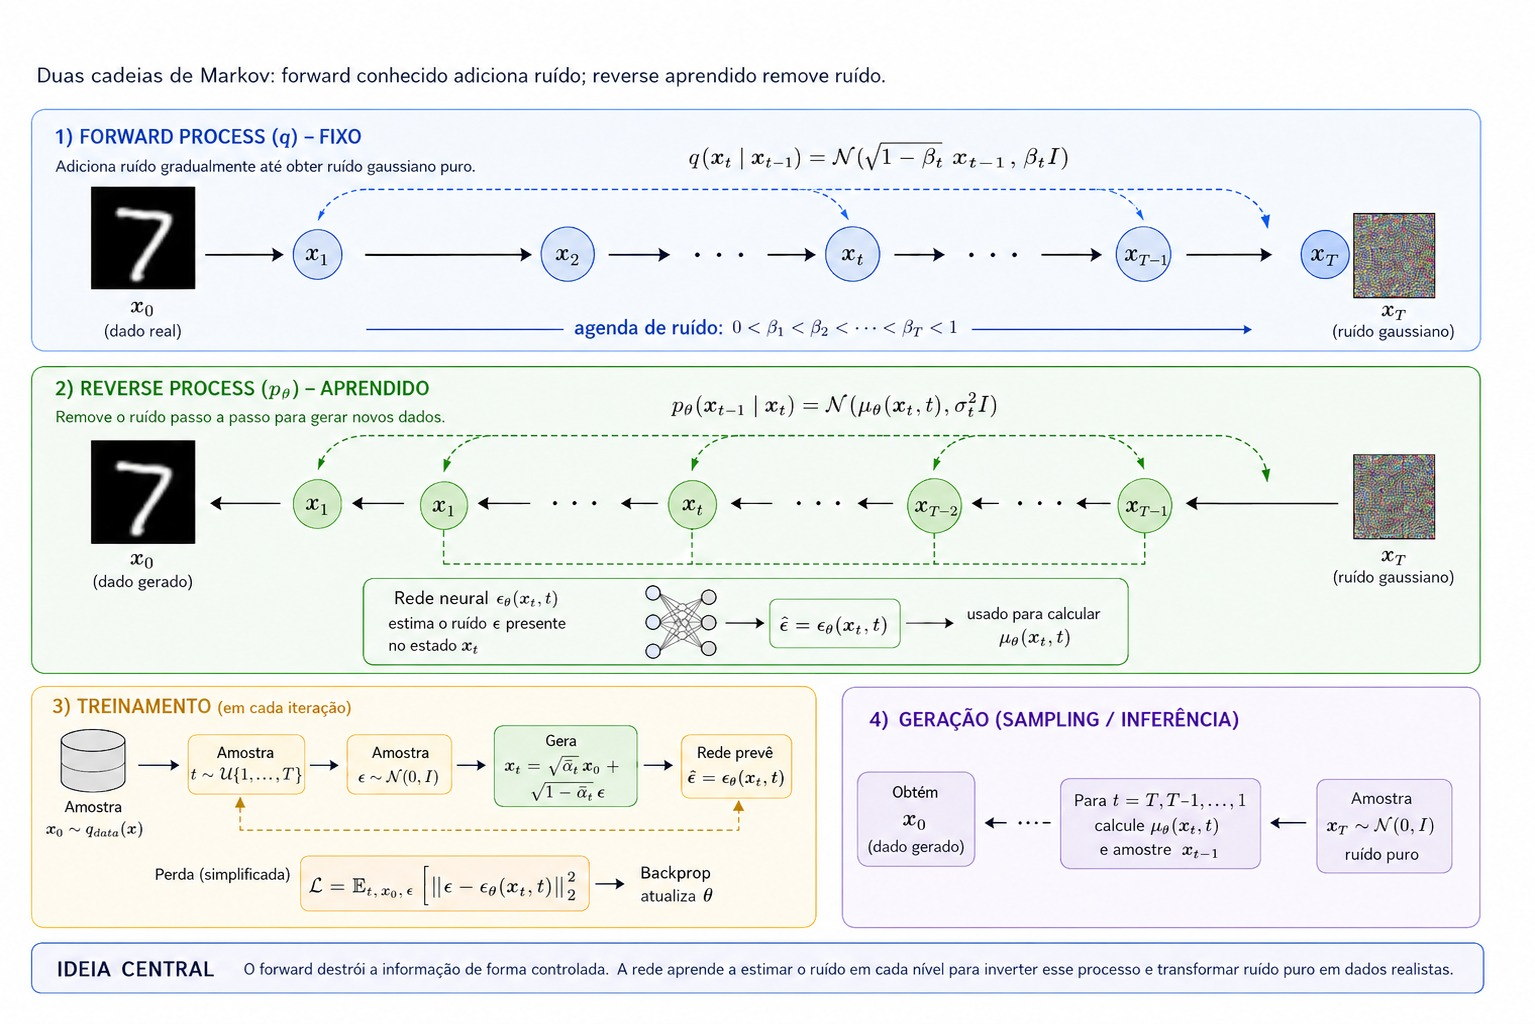 Duas cadeias de Markov: forward conhecido adiciona ruído; reverse aprendido remove ruído.
1) FORWARD PROCESS (q) – FIXO
Adiciona ruído gradualmente até obter ruído gaussiano puro.
q(x_t | x_{t−1}) = 𝒩(√(1 − β_t) x_{t−1} , β_t I)
x_1
x_2
· · ·
x_t
· · ·
x_{T−1}
x_T
x_0
(dado real)
x_T
(ruído gaussiano)
agenda de ruído: 0 < β_1 < β_2 < ··· < β_T < 1
2) REVERSE PROCESS (p_θ) – APRENDIDO
Remove o ruído passo a passo para gerar novos dados.
p_θ(x_{t−1} | x_t) = 𝒩(μ_θ(x_t, t), σ_t^2 I)
x_1
x_1
· · ·
x_t
· · ·
x_{T−2}
· · ·
x_{T−1}
x_0
(dado gerado)
x_T
(ruído gaussiano)
Rede neural ϵ_θ(x_t, t)
estima o ruído ϵ presente
no estado x_t
ϵ̂ = ϵ_θ(x_t, t)
usado para calcular
μ_θ(x_t, t)
3) TREINAMENTO (em cada iteração)
Amostra
x_0 ∼ q_{data}(x)
Amostra
t ∼ 𝒰{1, . . . , T}
Amostra
ϵ ∼ 𝒩(0, I)
Gera
x_t = √ᾱ_t x_0 +
√(1 − ᾱ_t) ϵ
Rede prevê
ϵ̂ = ϵ_θ(x_t, t)
Perda (simplificada)
ℒ = 𝔼_{t, x_0, ϵ} [||ϵ − ϵ_θ(x_t, t)||_2^2
Backprop
atualiza θ
4) GERAÇÃO (SAMPLING / INFERÊNCIA)
Obtém
x_0
(dado gerado)
Para t = T, T−1, . . . , 1
calcule μ_θ(x_t, t)
e amostre x_{t−1}
Amostra
x_T ∼ 𝒩(0, I)
ruído puro
IDEIA CENTRAL O forward destrói a informação de forma controlada. A rede aprende a estimar o ruído em cada nível para inverter esse processo e transformar ruído puro em dados realistas.